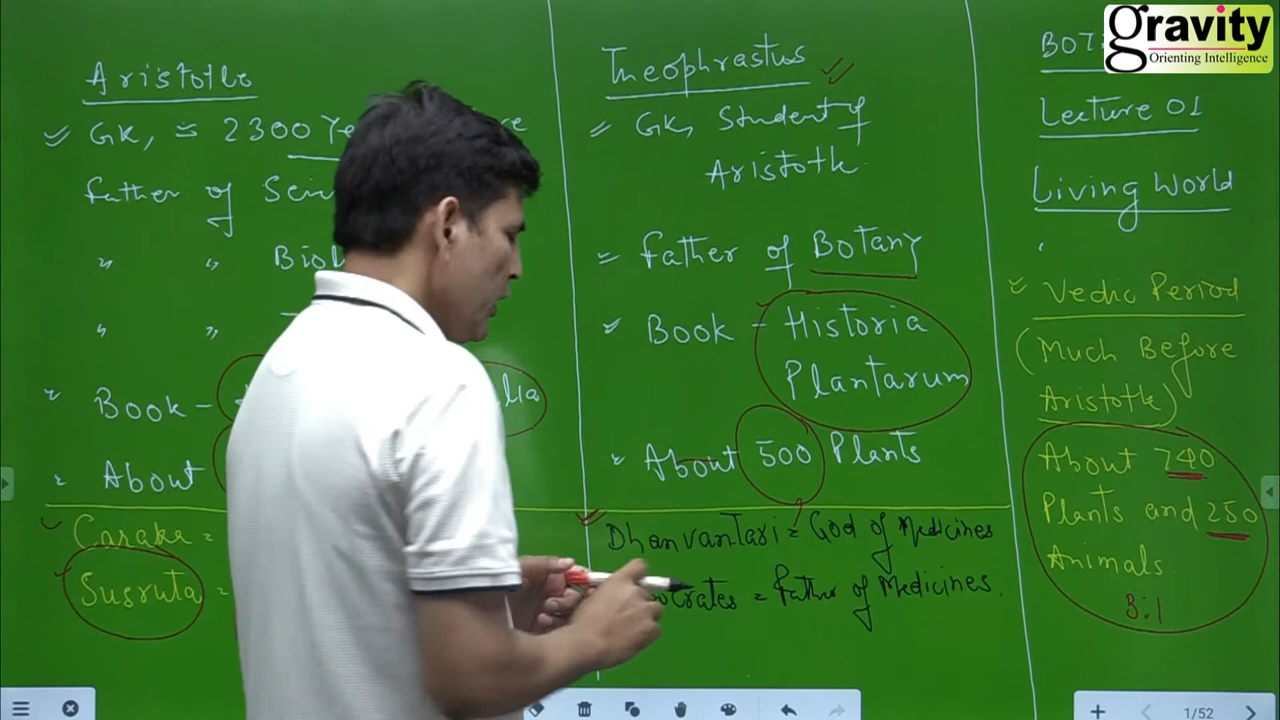 Aristotle
GK, ≈ 2300 Ye
Father of Sci
" " Biol
" "
Book -
About
Caraka =
Susruta =
Theophrastus
GK, Student of
Aristotle
Father of Botany
Book - Historia
Plantarum
About 500 Plants
Dhanvantari = God of Medicines
ocrates = Father of Medicines.
gravity
Orienting Intelligence
BOT
Lecture 01
Living World
Vedic Period
(Much Before
Aristotle)
About 740
Plants and 250
Animals
1/52